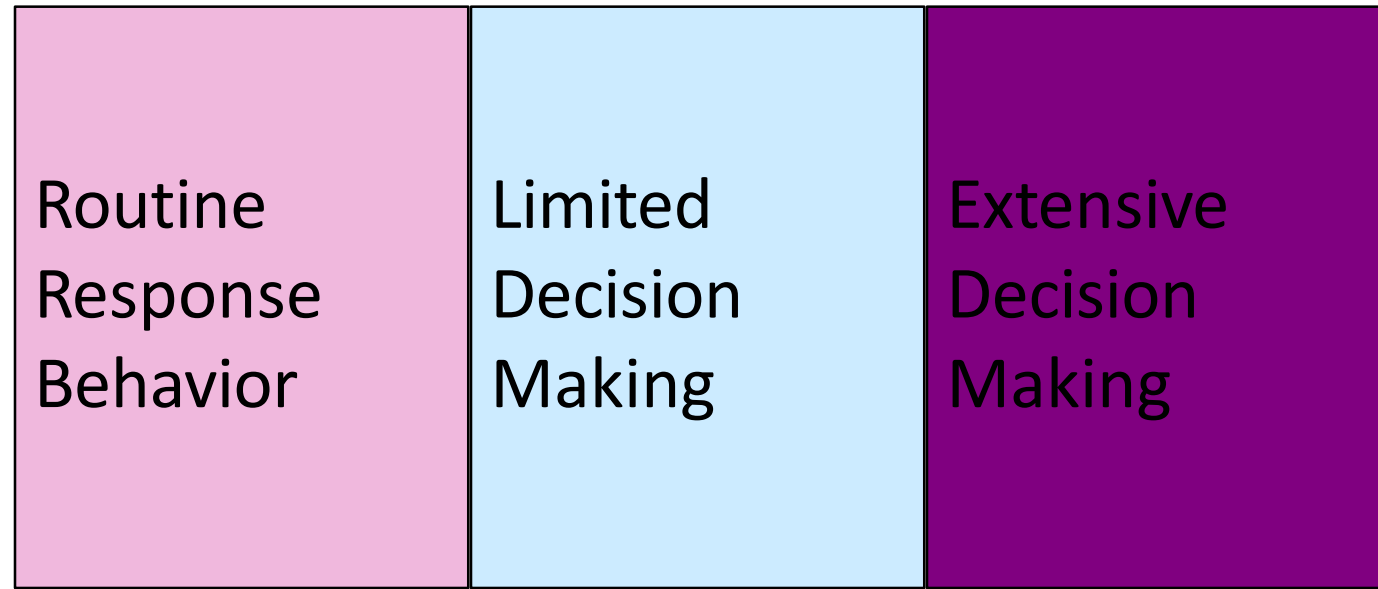 Routine
Response
Behavior
Limited
Decision
Making
Extensive
Decision
Making